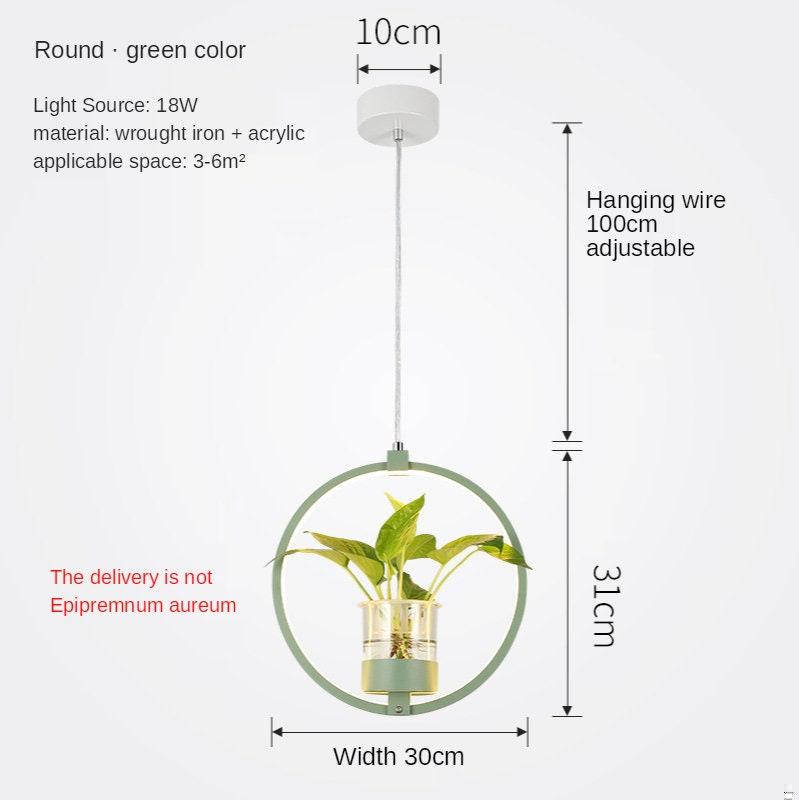 10cm
Round · green color
Light Source: 18W
material: wrought iron + acrylic
applicable space: 3-6m²
Hanging wire
100cm
adjustable
The delivery is not
Epipremnum aureum
31cm
Width 30cm